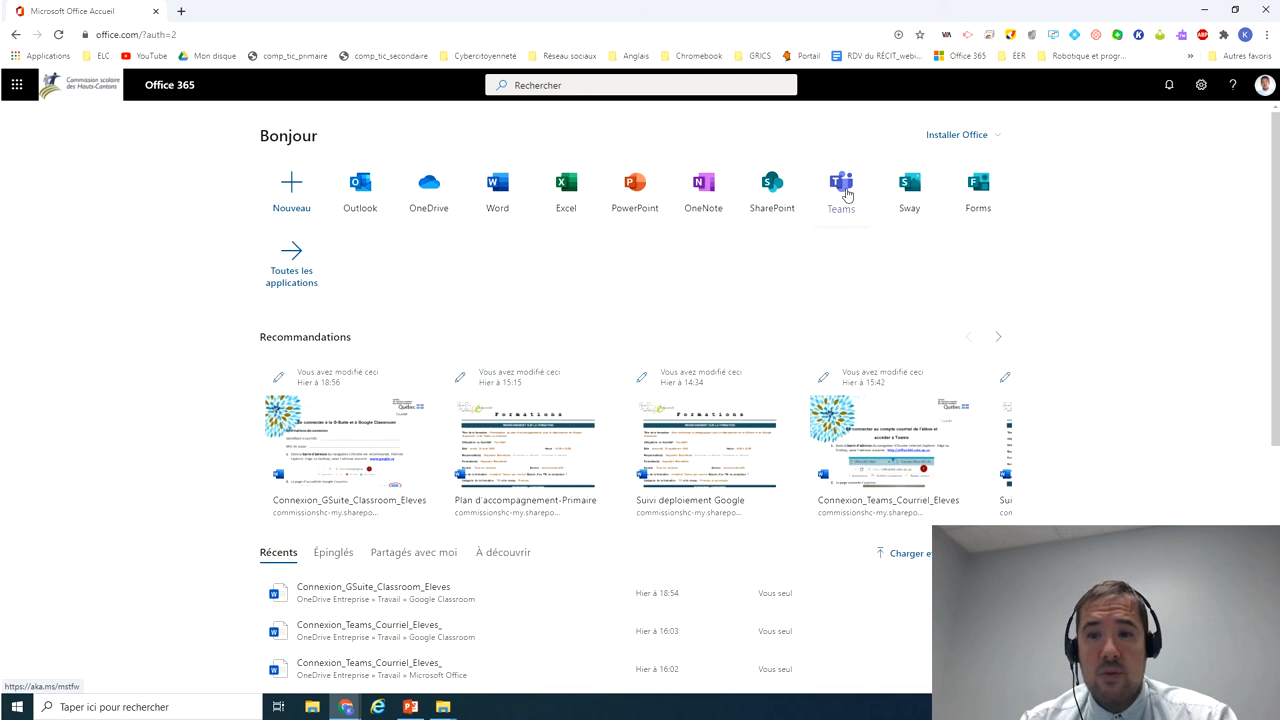 Microsoft Office Accueil
office.com/?auth=2
Applications ELC YouTube Mon disque comp_tic_primaire comp_tic_secondaire Cybercitoyenneté Réseau sociaux Anglais Chromebook GRICS Portail RDV du RÉCIT_webi... Office 365 ÉER Robotique et progr... » Autres favoris
Commission scolaire
des Hauts-Cantons
Office 365
Rechercher
Bonjour
Installer Office
Nouveau Outlook OneDrive Word Excel PowerPoint OneNote SharePoint Teams Sway Forms
Toutes les
applications
Recommandations
Vous avez modifié ceci
Hier à 18:56
Vous avez modifié ceci
Hier à 15:15
Vous avez modifié ceci
Hier à 14:34
Vous avez modifié ceci
Hier à 15:42
Québec
Formations
Formations
Québec
Connexion_GSuite_Classroom_Eleves
commissionshc-my.sharepo...
Plan d'accompagnement-Primaire
commissionshc-my.sharepo...
Suivi deploiement Google
commissionshc-my.sharepo...
Connexion_Teams_Courriel_Eleves
commissionshc-my.sharepo...
Sui
com
Récents Épinglés Partagés avec moi À découvrir
Charger et
Connexion_GSuite_Classroom_Eleves
OneDrive Entreprise » Travail » Google Classroom
Hier à 18:54
Vous seul
Connexion_Teams_Courriel_Eleves_
OneDrive Entreprise » Travail » Google Classroom
Hier à 16:03
Vous seul
Connexion_Teams_Courriel_Eleves_
OneDrive Entreprise » Travail » Microsoft Office
Hier à 16:02
Vous seul
https://aka.ms/mstfw
Taper ici pour rechercher